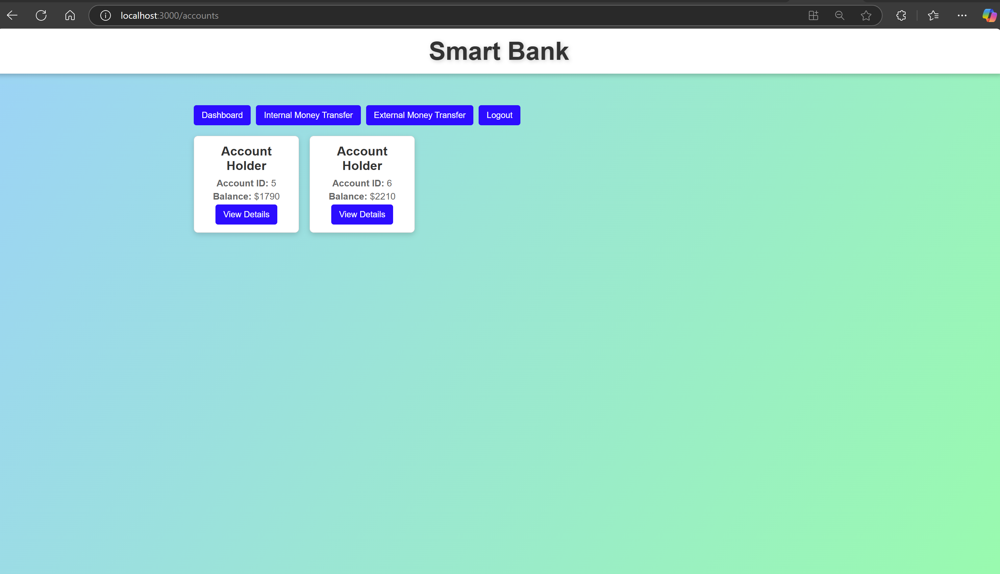 localhost:3000/accounts
Smart Bank
Dashboard
Internal Money Transfer
External Money Transfer
Logout
Account
Holder
Account ID: 5
Balance: $1790
View Details
Account
Holder
Account ID: 6
Balance: $2210
View Details